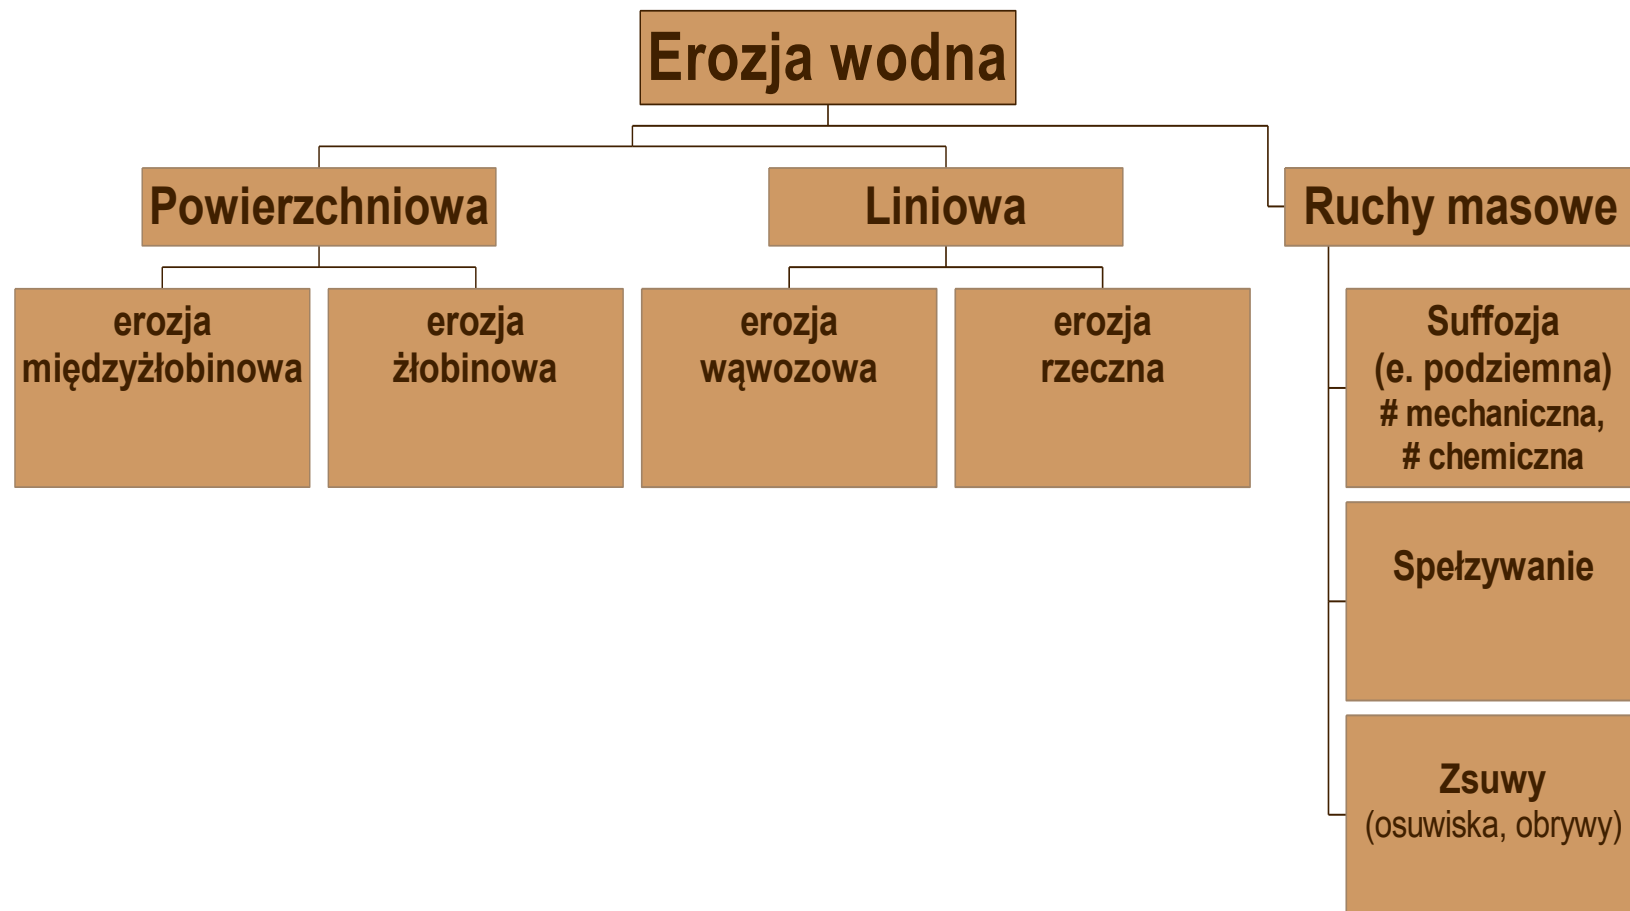 Erozja wodna
Powierzchniowa
Liniowa
Ruchy masowe
erozja
międzyżłobinowa
erozja
żłobinowa
erozja
wąwozowa
erozja
rzeczna
Suffozja
(e. podziemna)
# mechaniczna,
# chemiczna
Spełzywanie
Zsuwy
(osuwiska, obrywy)